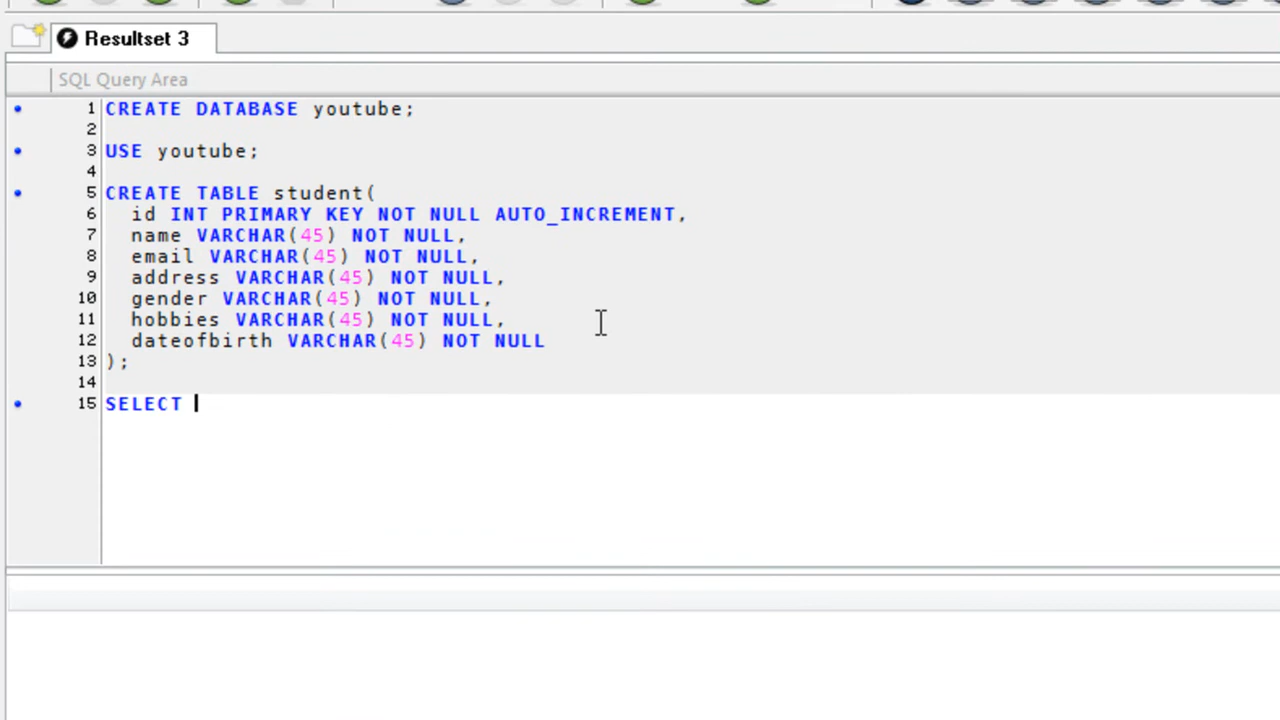 Resultset 3
SQL Query Area
1 CREATE DATABASE youtube;
2
3 USE youtube;
4
5 CREATE TABLE student(
6 id INT PRIMARY KEY NOT NULL AUTO_INCREMENT,
7 name VARCHAR(45) NOT NULL,
8 email VARCHAR(45) NOT NULL,
9 address VARCHAR(45) NOT NULL,
10 gender VARCHAR(45) NOT NULL,
11 hobbies VARCHAR(45) NOT NULL,
12 dateofbirth VARCHAR(45) NOT NULL
13 );
14
15 SELECT